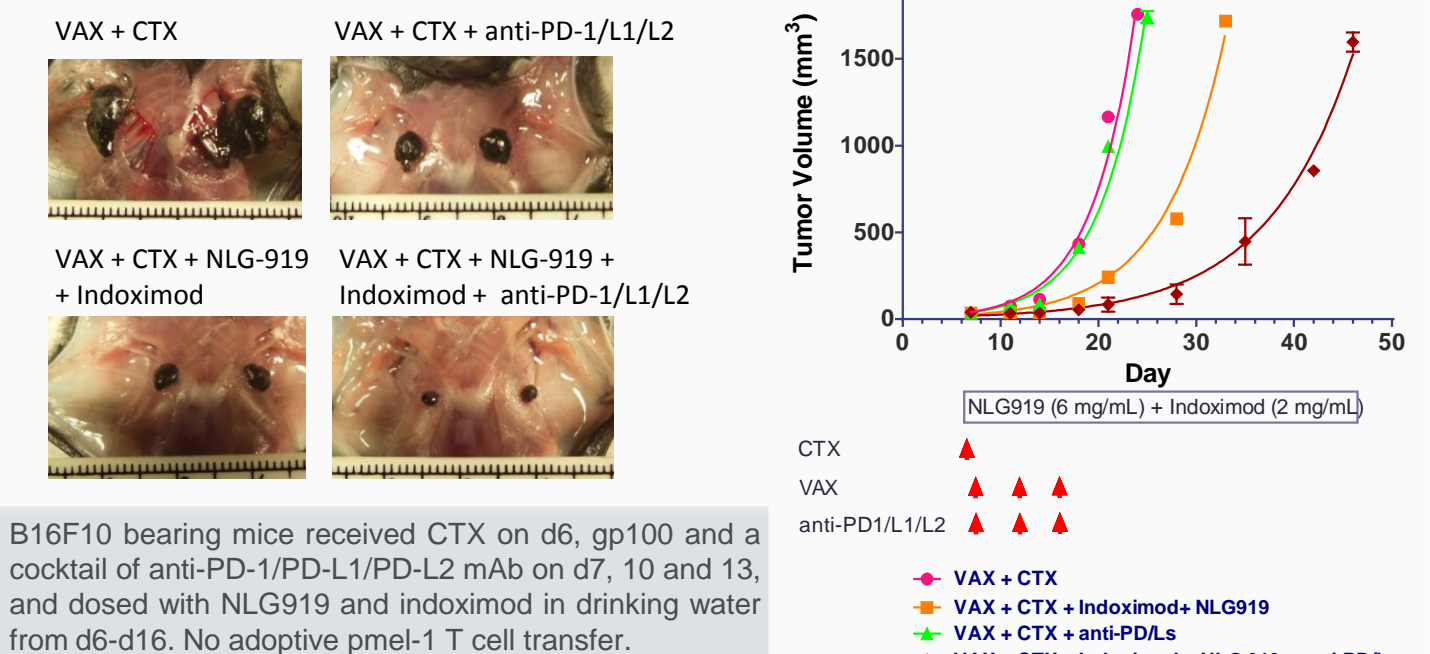 VAX + CTX
VAX + CTX + anti-PD-1/L1/L2
VAX + CTX + NLG-919
+ Indoximod
VAX + CTX + NLG-919 +
Indoximod + anti-PD-1/L1/L2
B16F10 bearing mice received CTX on d6, gp100 and a
cocktail of anti-PD-1/PD-L1/PD-L2 mAb on d7, 10 and 13,
and dosed with NLG919 and indoximod in drinking water
from d6-d16. No adoptive pmel-1 T cell transfer.
Tumor Volume (mm3)
1500
1000
500
0
0 10 20 30 40 50
Day
NLG919 (6 mg/mL) + Indoximod (2 mg/mL)
CTX
VAX
anti-PD1/L1/L2
VAX + CTX
VAX + CTX + Indoximod+ NLG919
VAX + CTX + anti-PD/Ls